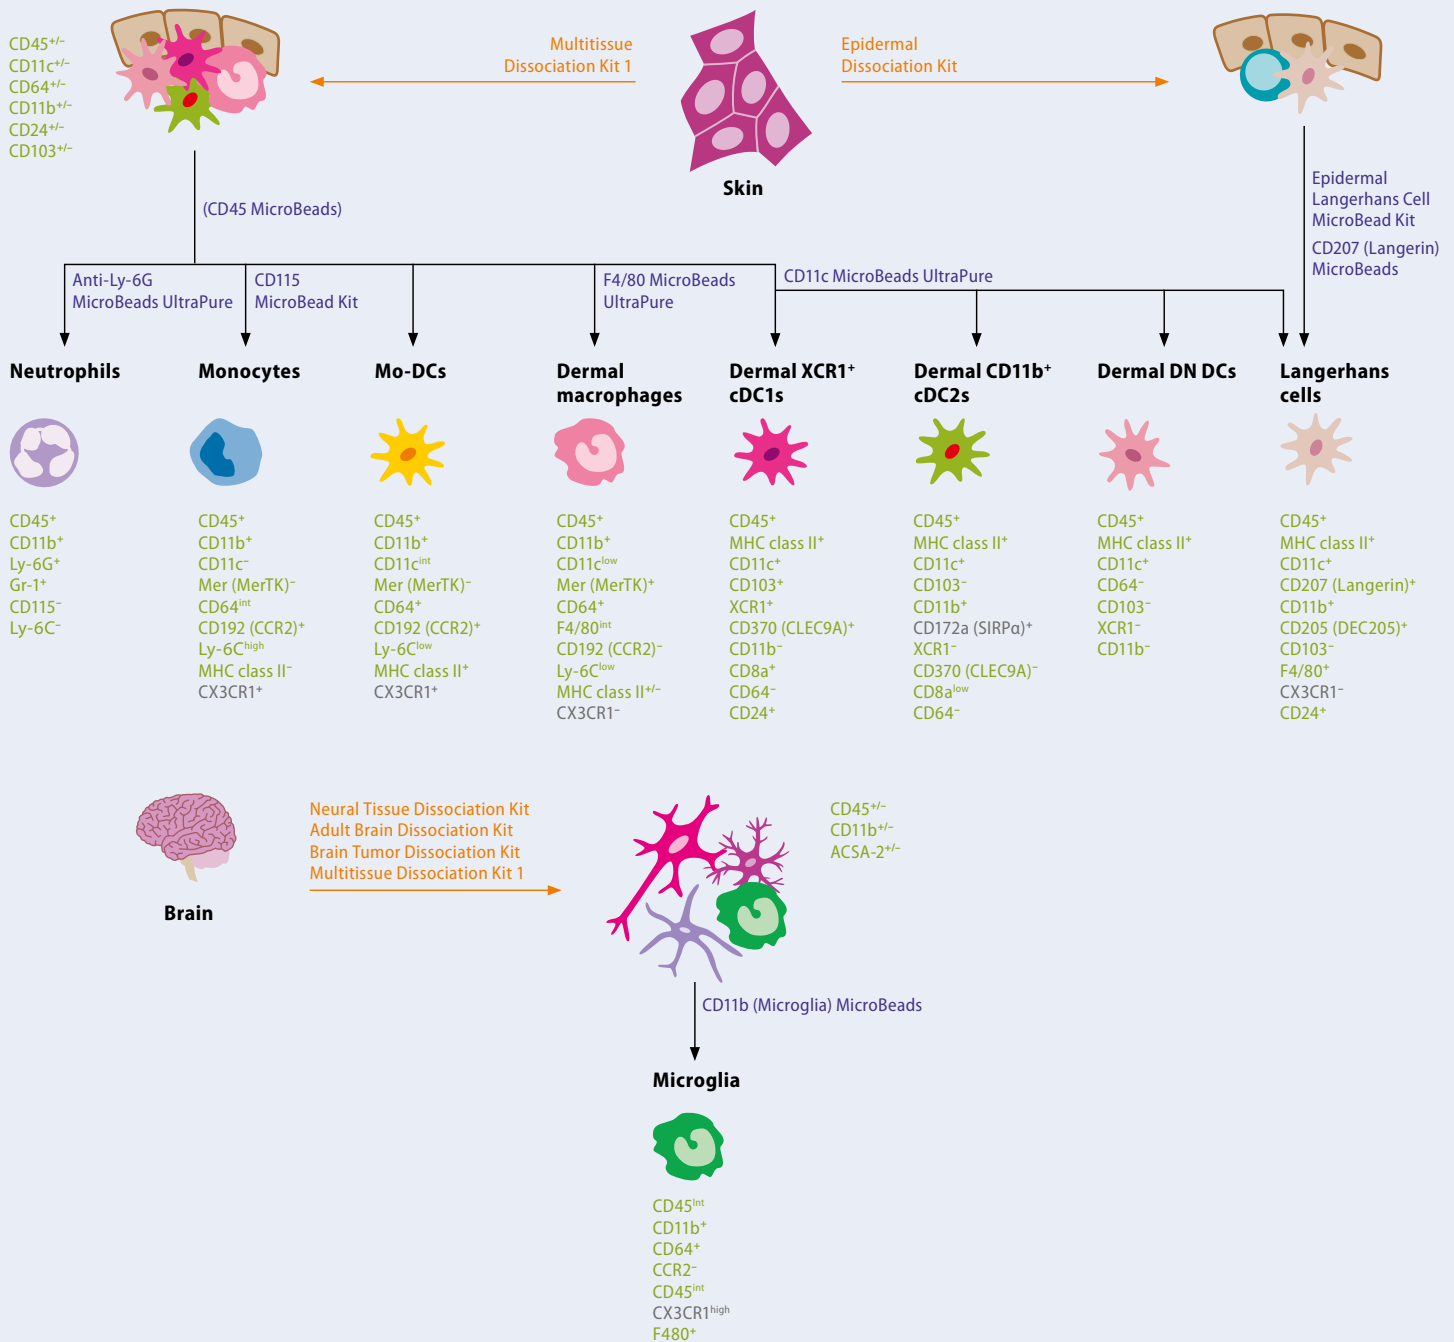 CD45⁺/⁻
CD11c⁺/⁻
CD64⁺/⁻
CD11b⁺/⁻
CD24⁺/⁻
CD103⁺/⁻
Multitissue
Dissociation Kit 1
Epidermal
Dissociation Kit
Skin
(CD45 MicroBeads)
Epidermal
Langerhans Cell
MicroBead Kit
CD207 (Langerin)
MicroBeads
Anti-Ly-6G
MicroBeads UltraPure
CD115
MicroBead Kit
F4/80 MicroBeads
UltraPure
CD11c MicroBeads UltraPure
Neutrophils
CD45⁺
CD11b⁺
Ly-6G⁺
Gr-1⁺
CD115⁻
Ly-6C⁻
Monocytes
CD45⁺
CD11b⁺
CD11c⁻
Mer (MerTK)⁻
CD64ⁱⁿᵗ
CD192 (CCR2)⁺
Ly-6Cʰⁱᵍʰ
MHC class II⁻
CX3CR1⁺
Mo-DCs
CD45⁺
CD11b⁺
CD11cⁱⁿᵗ
Mer (MerTK)⁻
CD64⁺
CD192 (CCR2)⁺
Ly-6Cˡᵒʷ
MHC class II⁺
CX3CR1⁺
Dermal
macrophages
CD45⁺
CD11b⁺
CD11cˡᵒʷ
Mer (MerTK)⁺
CD64⁺
F4/80ⁱⁿᵗ
CD192 (CCR2)⁻
Ly-6Cˡᵒʷ
MHC class II⁺/⁻
CX3CR1⁻
Dermal XCR1⁺
cDC1s
CD45⁺
MHC class II⁺
CD11c⁺
CD103⁺
XCR1⁺
CD370 (CLEC9A)⁺
CD11b⁻
CD8a⁺
CD64⁻
CD24⁺
Dermal CD11b⁺
cDC2s
CD45⁺
MHC class II⁺
CD11c⁺
CD103⁻
CD11b⁺
CD172a (SIRPα)⁺
XCR1⁻
CD370 (CLEC9A)⁻
CD8aˡᵒʷ
CD64⁻
Dermal DN DCs
CD45⁺
MHC class II⁺
CD11c⁺
CD64⁻
CD103⁻
XCR1⁻
CD11b⁻
Langerhans
cells
CD45⁺
MHC class II⁺
CD11c⁺
CD207 (Langerin)⁺
CD11b⁺
CD205 (DEC205)⁺
CD103⁻
F4/80⁺
CX3CR1⁻
CD24⁺
Brain
Neural Tissue Dissociation Kit
Adult Brain Dissociation Kit
Brain Tumor Dissociation Kit
Multitissue Dissociation Kit 1
CD45⁺/⁻
CD11b⁺/⁻
ACSA-2⁺/⁻
CD11b (Microglia) MicroBeads
Microglia
CD45ᴵⁿᵗ
CD11b⁺
CD64⁺
CCR2⁻
CD45ⁱⁿᵗ
CX3CR1ʰⁱᵍʰ
F480⁺